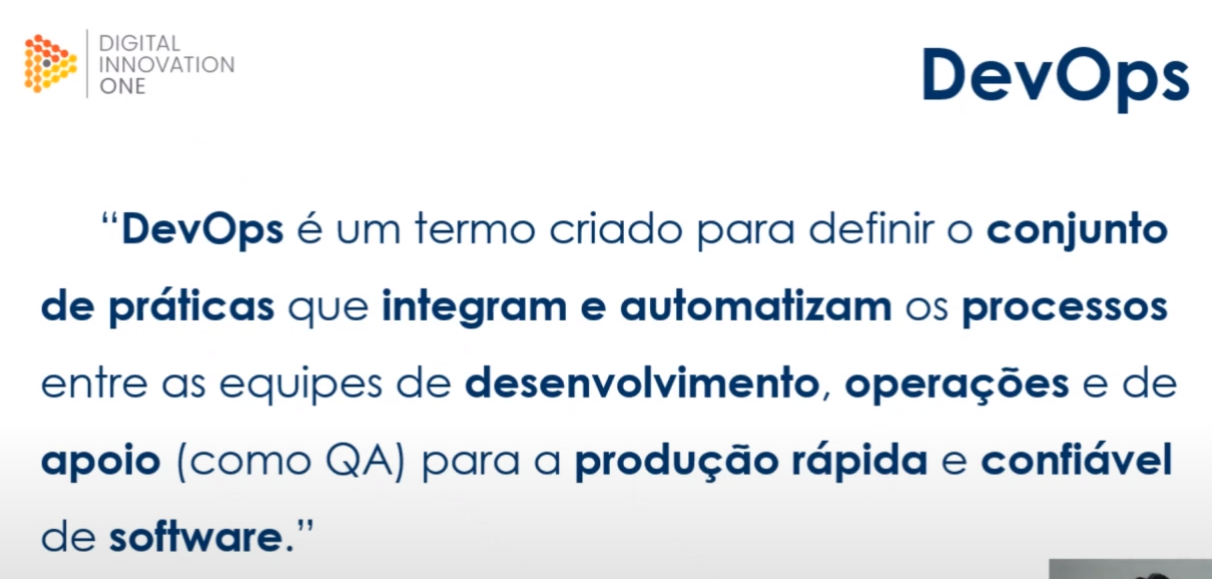 DIGITAL
INNOVATION
ONE
DevOps
“DevOps é um termo criado para definir o conjunto
de práticas que integram e automatizam os processos
entre as equipes de desenvolvimento, operações e de
apoio (como QA) para a produção rápida e confiável
de software.”